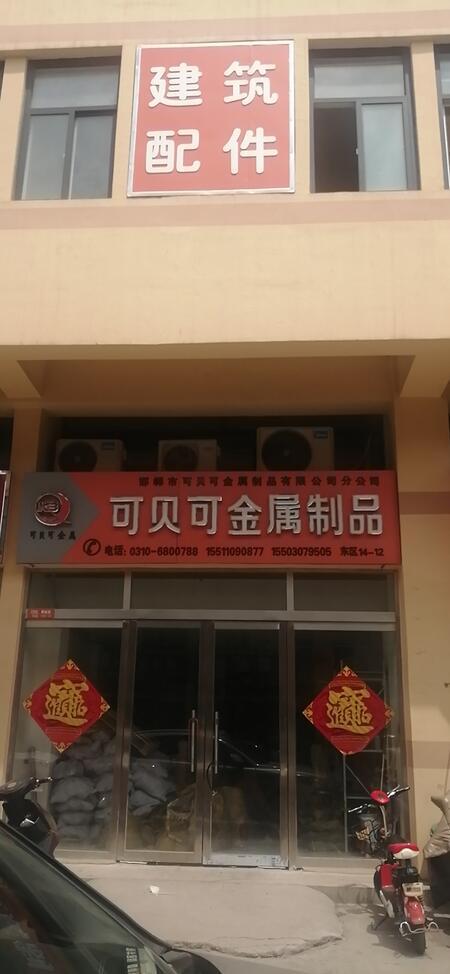 建筑
配件
邯郸市可贝可金属制品有限公司分公司
可贝可金属制品
可贝可金属
电话:0310-6800788 15511090877 15503079505 东区14-12